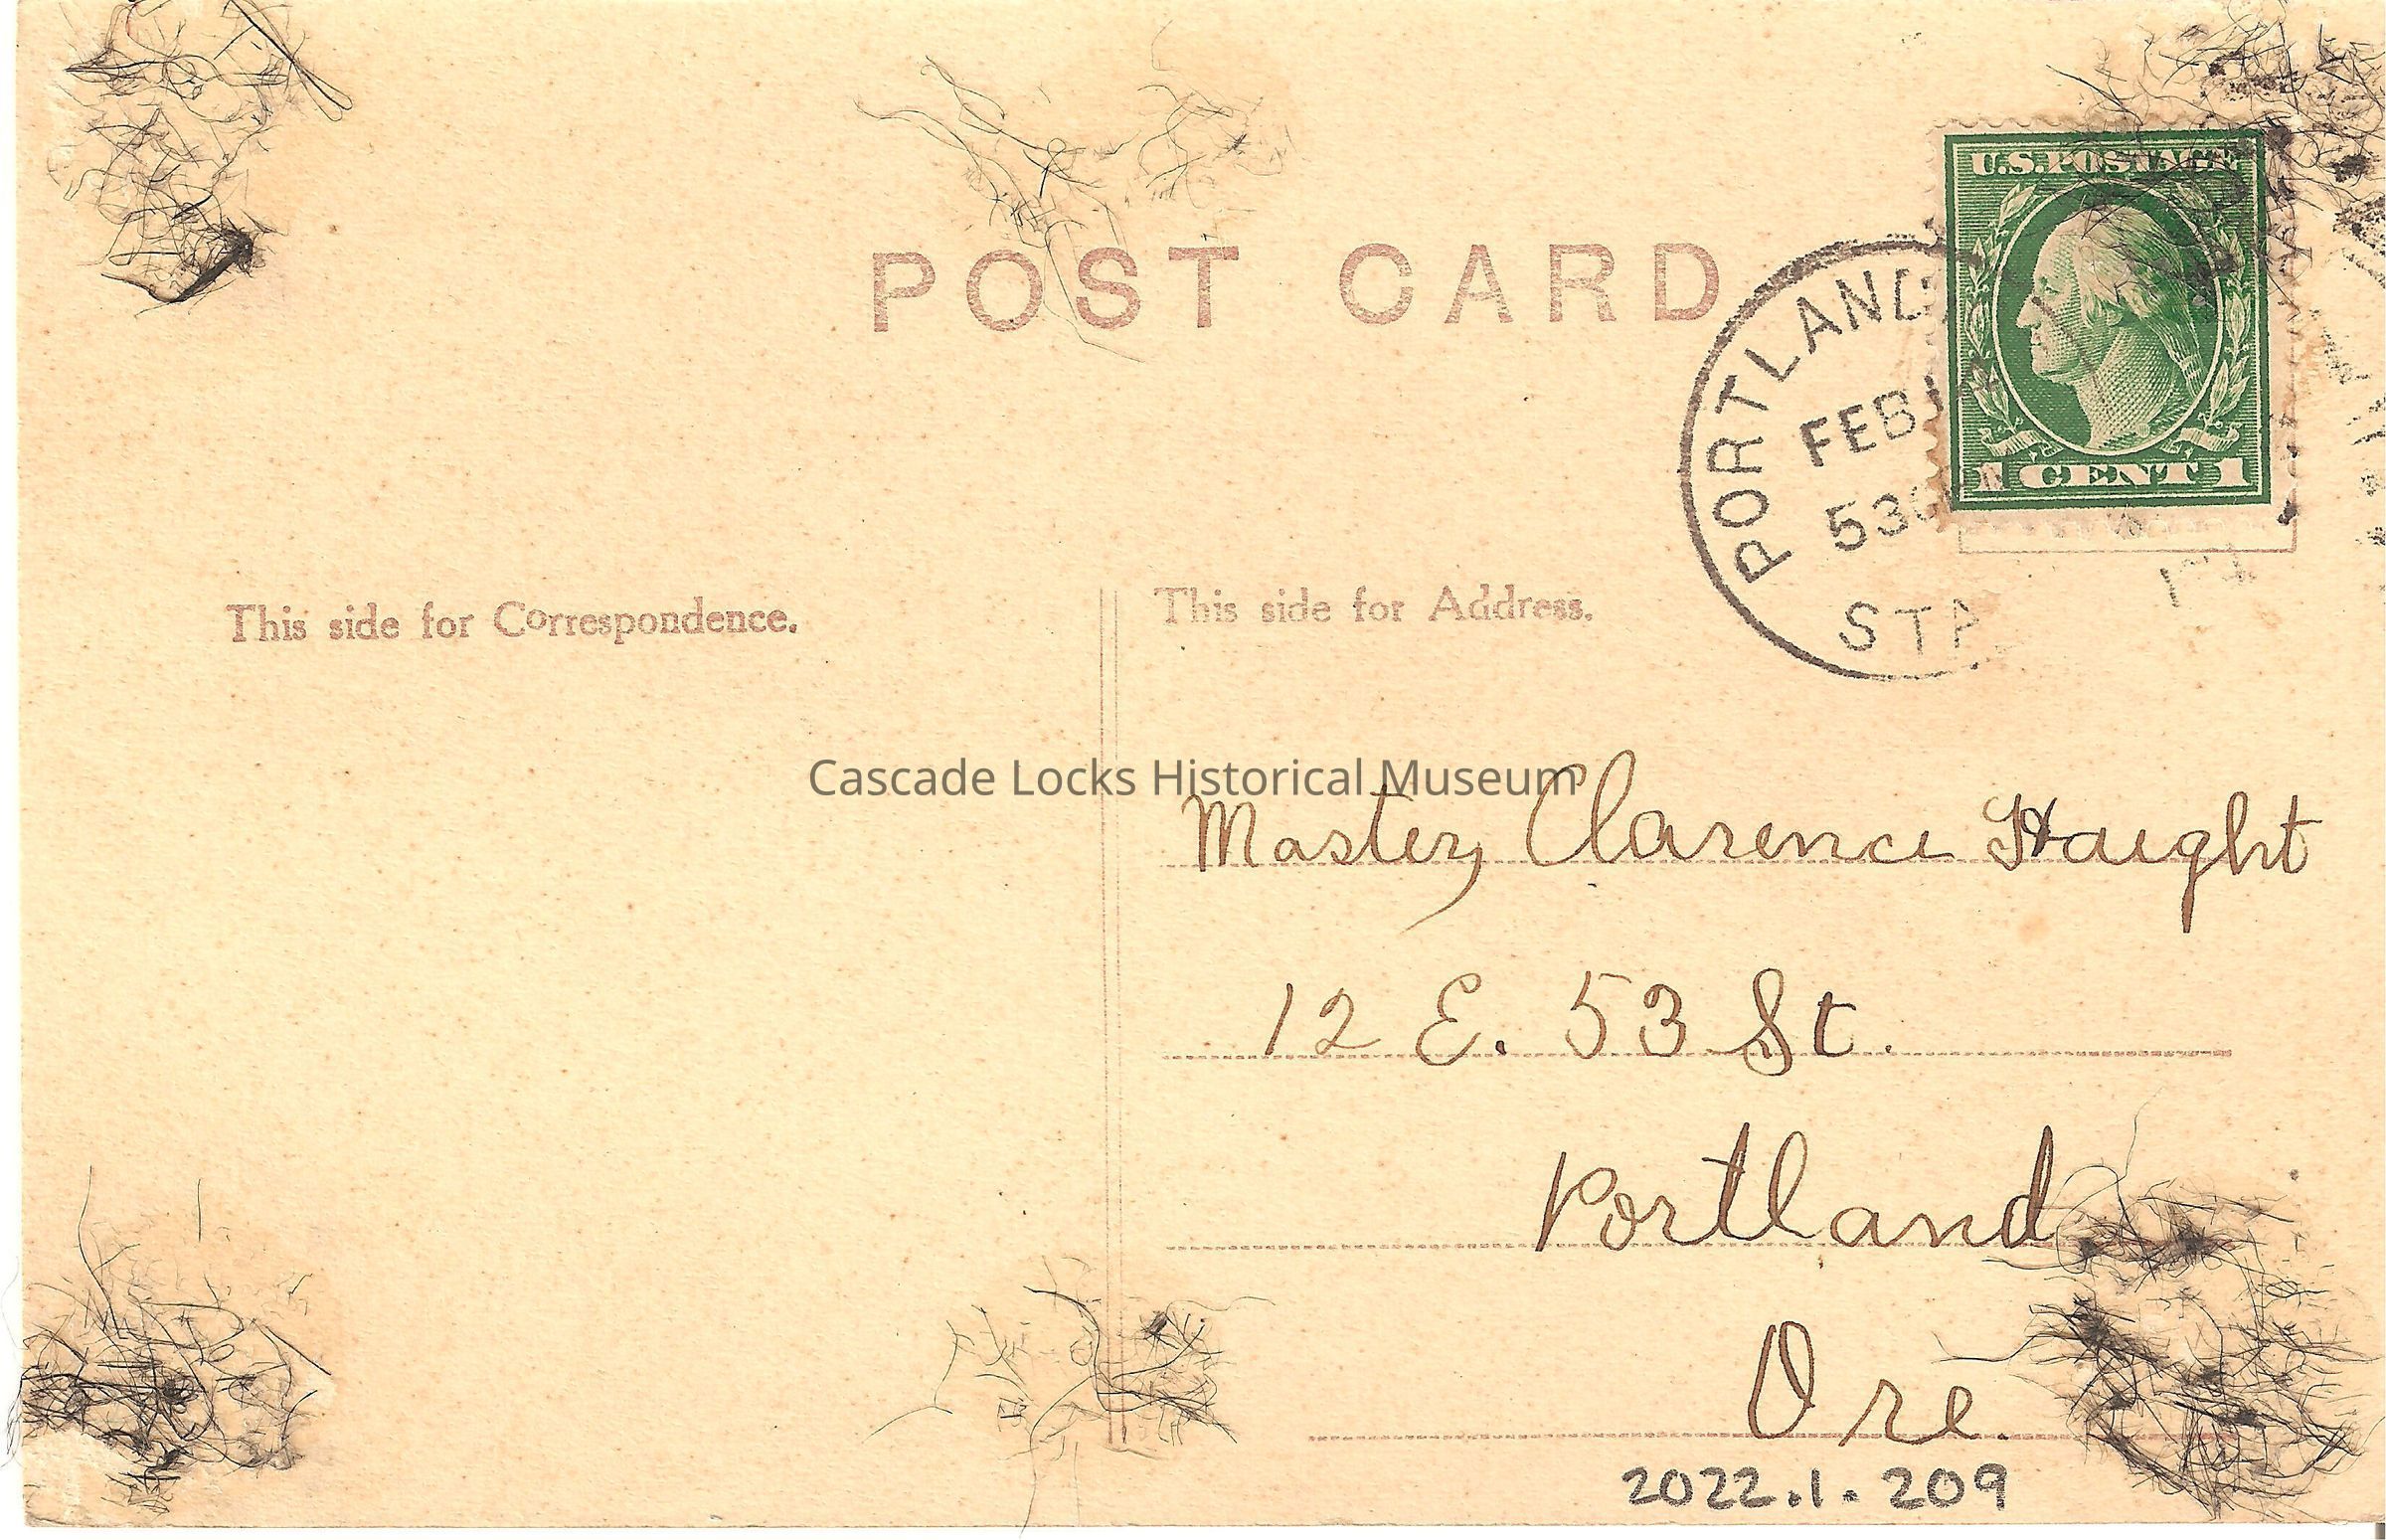 U.S.POSTAGE
POST CARD
PORTLAND
FEB
53
1 CENT 1
STA
This side for Correspondence.
This side for Address.
Cascade Locks Historical Museum
Master, Clarence Haight
12 E. 53 St.
Portland
Ore.
2022.1.209